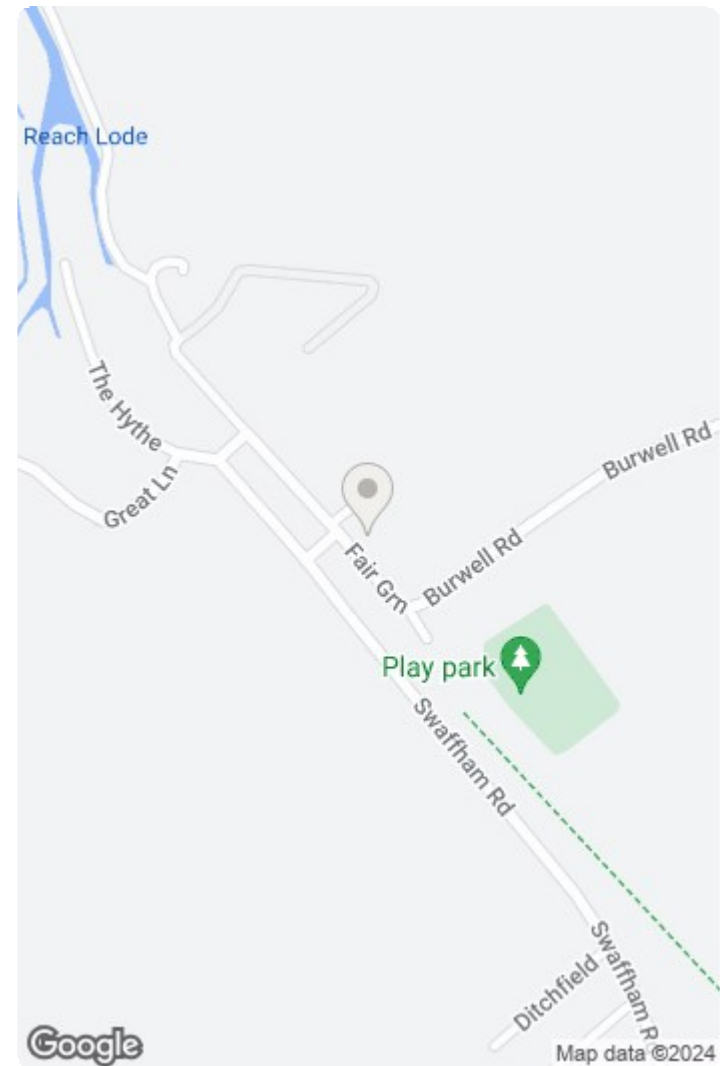 Reach Lode
The Hythe
Great Ln
Burwell Rd
Burwell Rd
Fair Grn
Play park
Swaffham Rd
Swaffham R
Ditchfield
Google
Map data ©2024